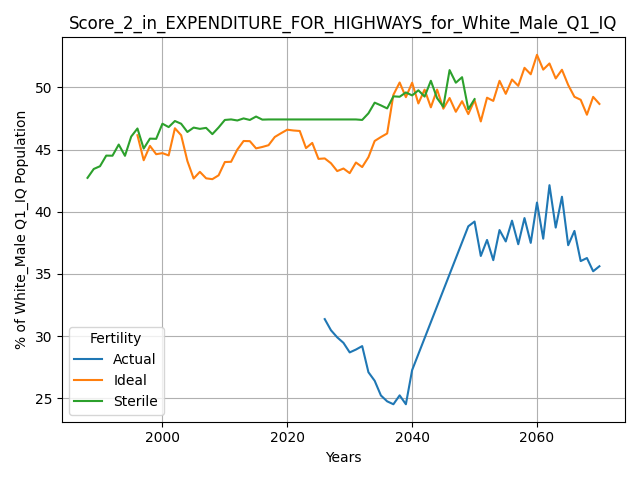 Score_2_in_EXPENDITURE_FOR_HIGHWAYS_for_White_Male_Q1_IQ
% of White_Male Q1_IQ Population
50
45
40
35
30
25
Fertility
Actual
Ideal
Sterile
2000
2020
2040
2060
Years